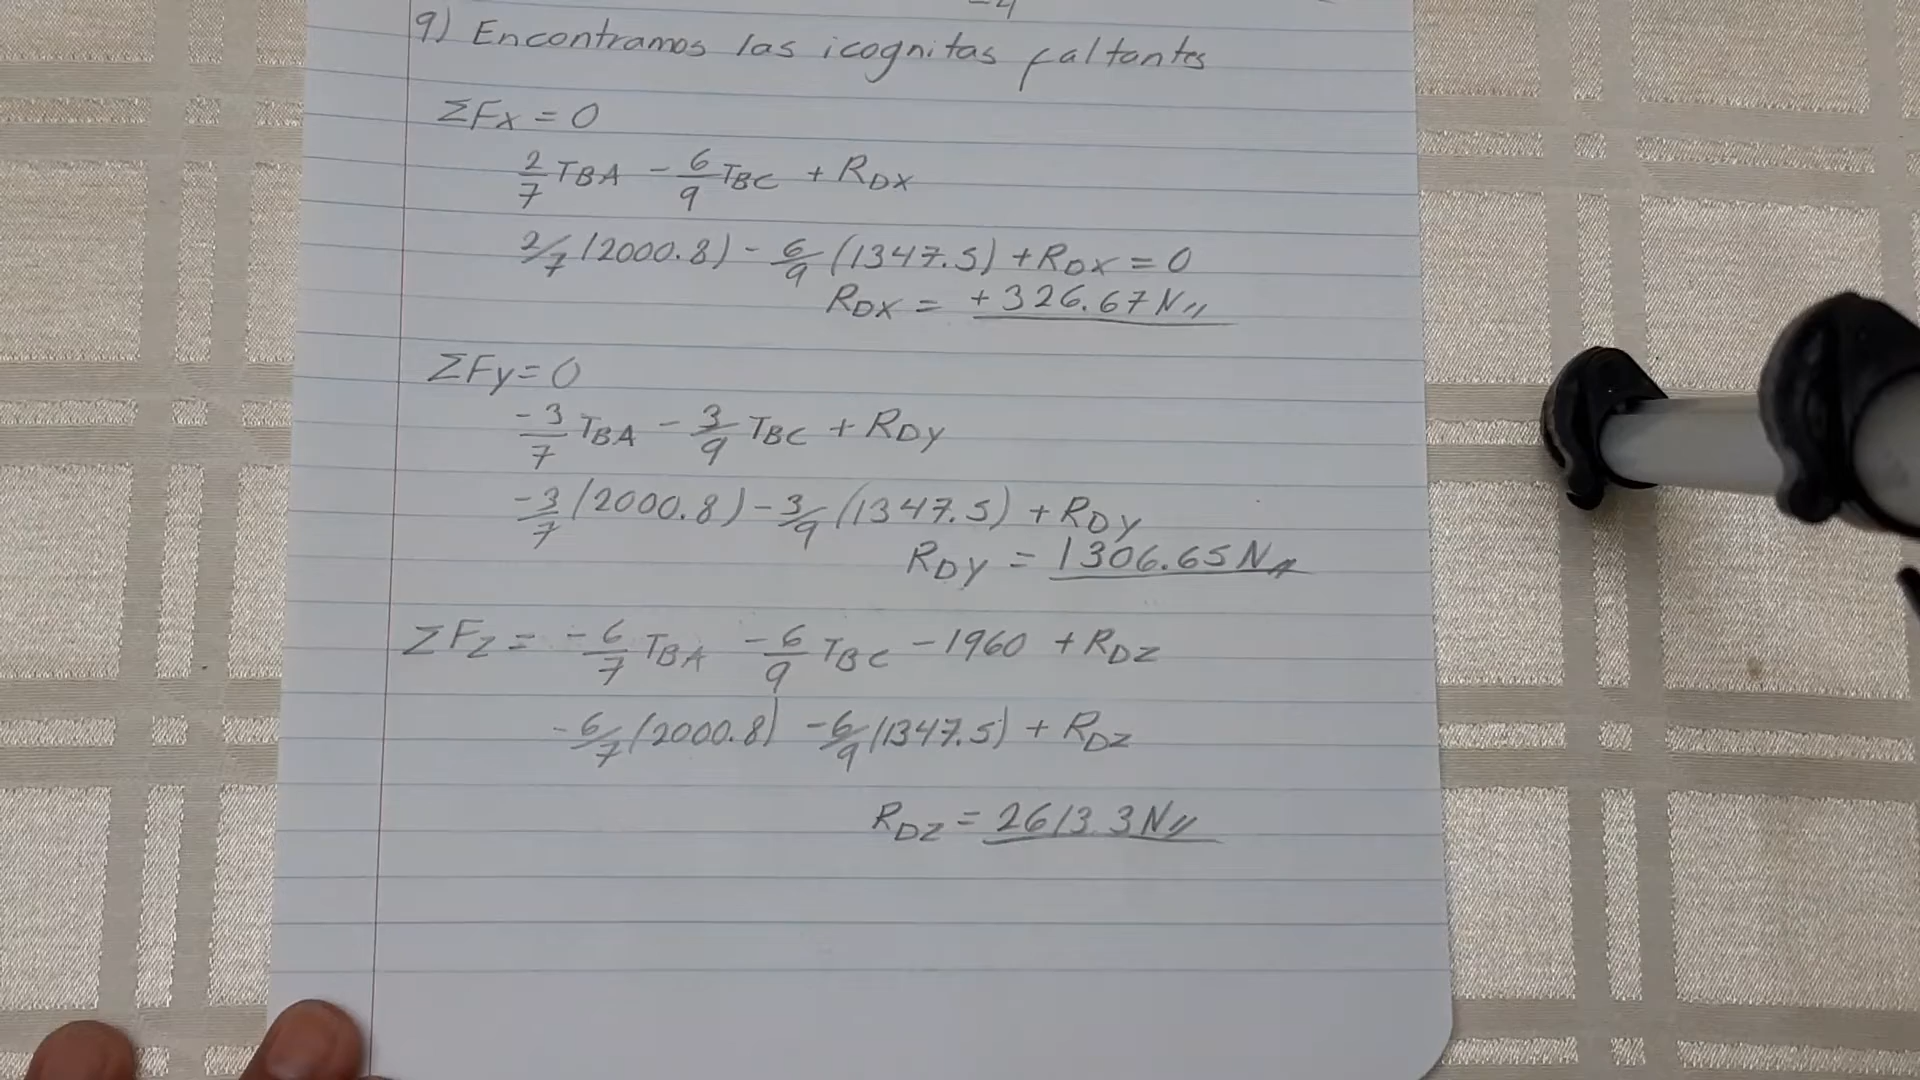 9) Encontramos las icognitas faltantes
ΣFx = 0
2/7 TBA - 6/9 TBC + RDX
2/7 (2000.8) - 6/9 (1347.5) + RDX = 0
RDX = +326.67 N//
ΣFy = 0
-3/7 TBA - 3/9 TBC + RDY
-3/7 (2000.8) - 3/9 (1347.5) + RDY
RDY = 1306.65 N//
ΣFz = -6/7 TBA - 6/9 TBC - 1960 + RDZ
-6/7 (2000.8) - 6/9 (1347.5) + RDZ
RDZ = 2613.3 N//